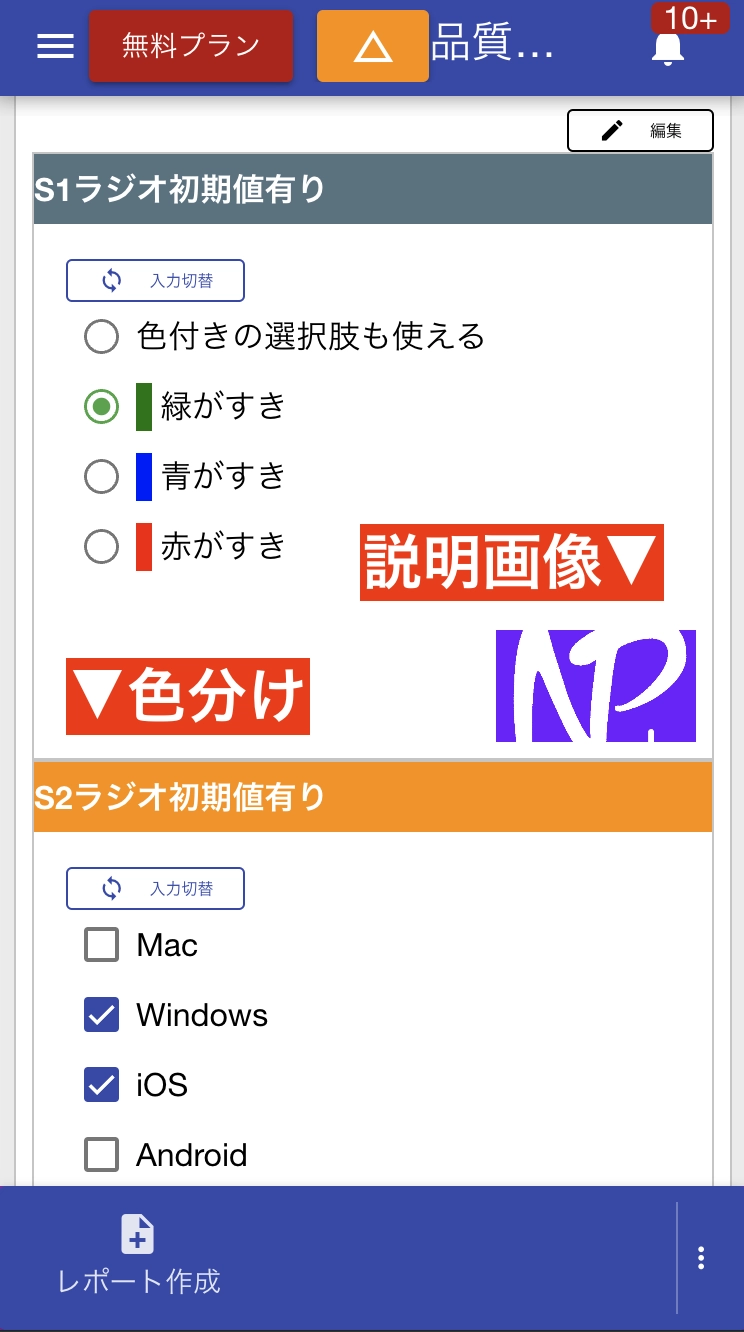 無料プラン
品質...
10+
編集
S1ラジオ初期値有り
入力切替
色付きの選択肢も使える
緑がすき
青がすき
赤がすき
説明画像▼
▼色分け
S2ラジオ初期値有り
入力切替
Mac
Windows
iOS
Android
レポート作成